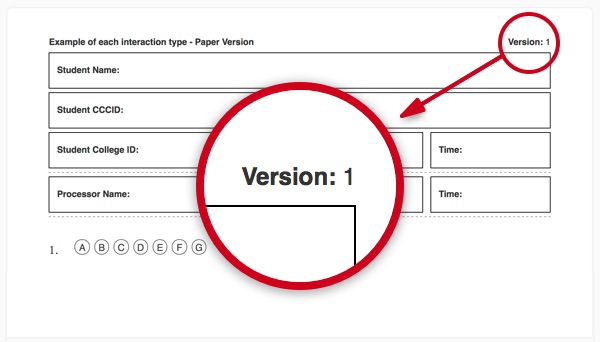 Example of each interaction type - Paper Version Version: 1
Student Name:
Student CCCID:
Student College ID: Time:
Version: 1
Processor Name: Time:
1. A B C D E F G